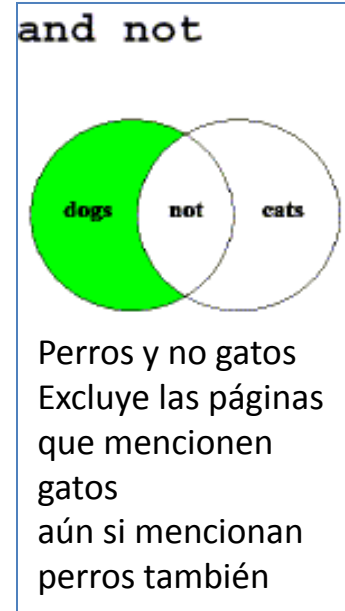 and not
dogs not cats
Perros y no gatos
Excluye las páginas
que mencionen
gatos
aún si mencionan
perros también